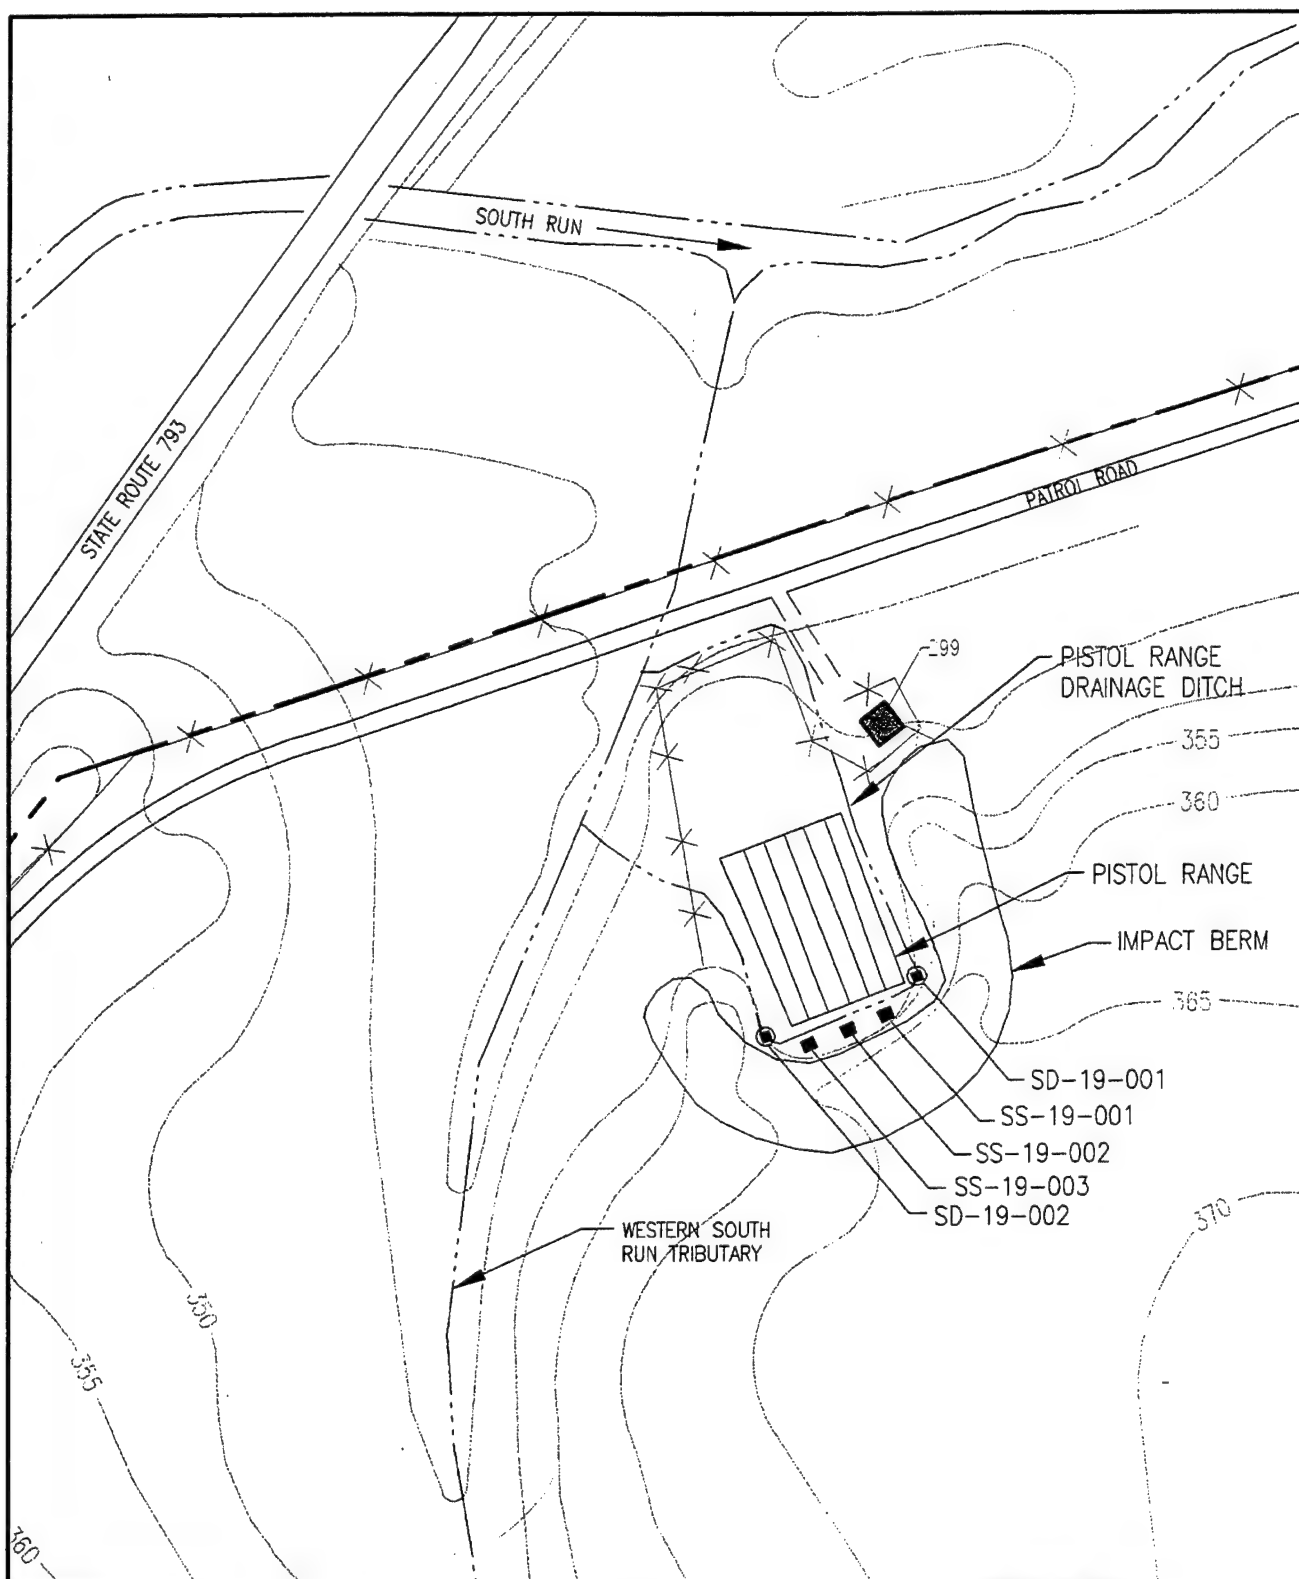 SOUTH RUN
STATE ROUTE 793
PATROL ROAD
PISTOL RANGE
DRAINAGE DITCH
355
360
PISTOL RANGE
IMPACT BERM
365
SD-19-001
SS-19-001
SS-19-002
SS-19-003
SD-19-002
WESTERN SOUTH
RUN TRIBUTARY
370
350
355
360